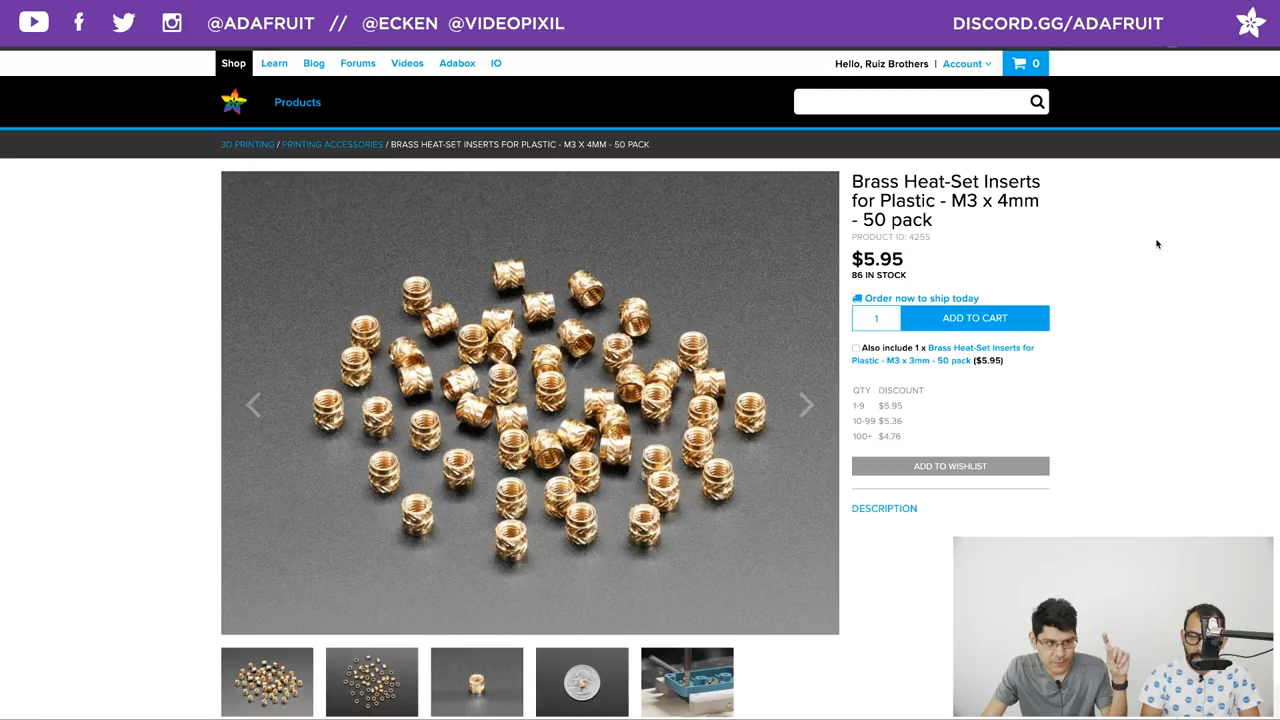 @ADAFRUIT // @ECKEN @VIDEOPIXIL
DISCORD.GG/ADAFRUIT
Shop Learn Blog Forums Videos Adabox IO
Hello, Ruiz Brothers | Account 0
Products
3D PRINTING / PRINTING ACCESSORIES / BRASS HEAT-SET INSERTS FOR PLASTIC - M3 X 4MM - 50 PACK
Brass Heat-Set Inserts
for Plastic - M3 x 4mm
- 50 pack
PRODUCT ID: 4255
$5.95
86 IN STOCK
Order now to ship today
1 ADD TO CART
Also include 1 x Brass Heat-Set Inserts for
Plastic - M3 x 3mm - 50 pack ($5.95)
QTY DISCOUNT
1-9 $5.95
10-99 $5.36
100+ $4.76
ADD TO WISHLIST
DESCRIPTION